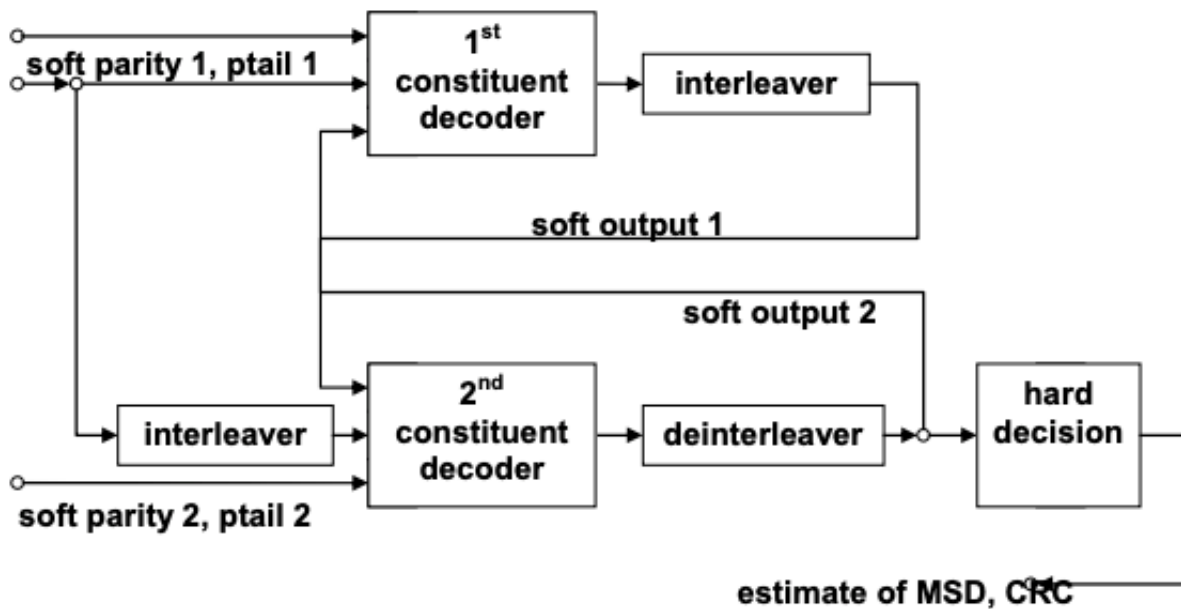 soft parity 1, ptail 1
1st
constituent
decoder
interleaver
soft output 1
soft output 2
interleaver
2nd
constituent
decoder
deinterleaver
hard
decision
soft parity 2, ptail 2
estimate of MSD, CRC